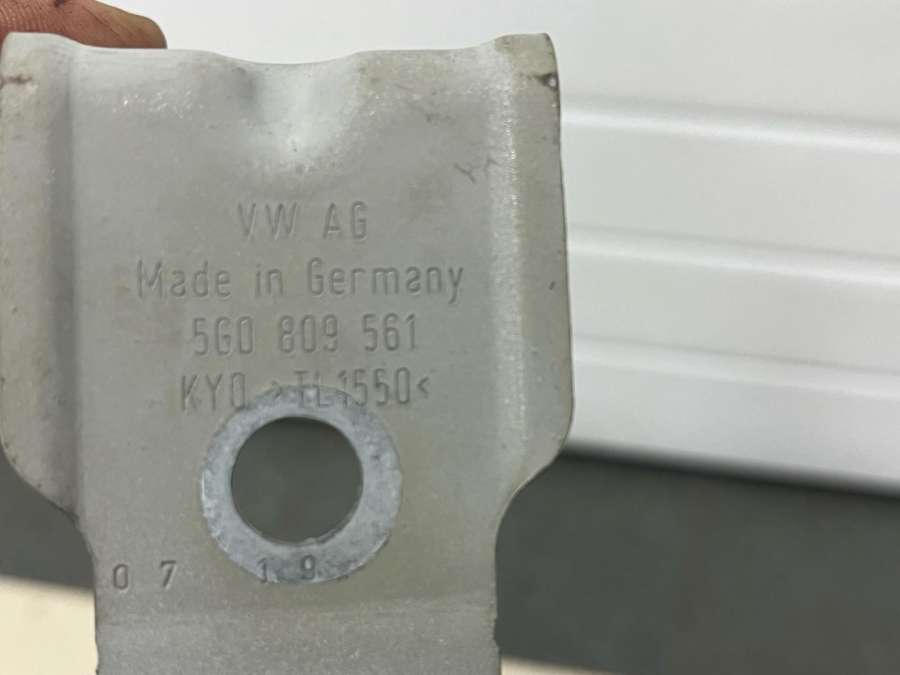 VW AG
Made in Germany
5G0 809 561
KYO >TL1550<
07 19